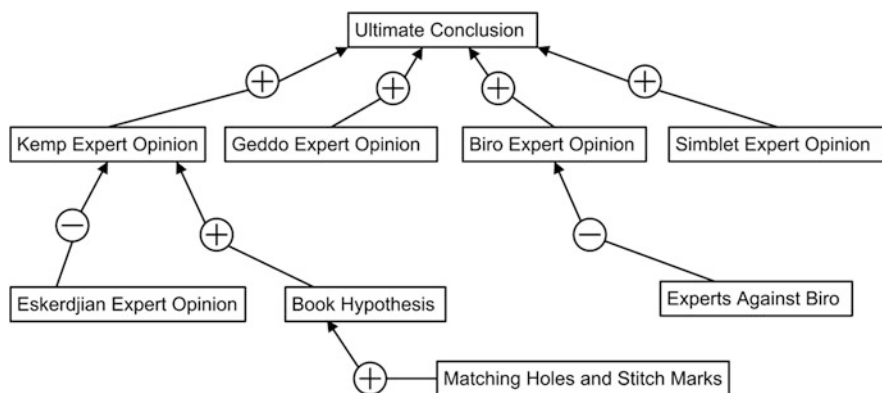 Ultimate Conclusion
+
+
+
+
Kemp Expert Opinion
Geddo Expert Opinion
Biro Expert Opinion
Simblet Expert Opinion
−
+
−
Eskerdjian Expert Opinion
Book Hypothesis
Experts Against Biro
+
Matching Holes and Stitch Marks